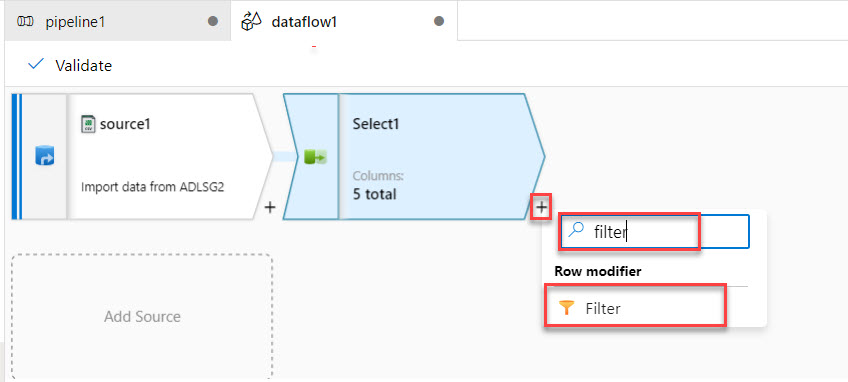 pipeline1
dataflow1
Validate
source1
Import data from ADLSG2
+
Select1
Columns:
5 total
+
filter
Row modifier
Filter
Add Source